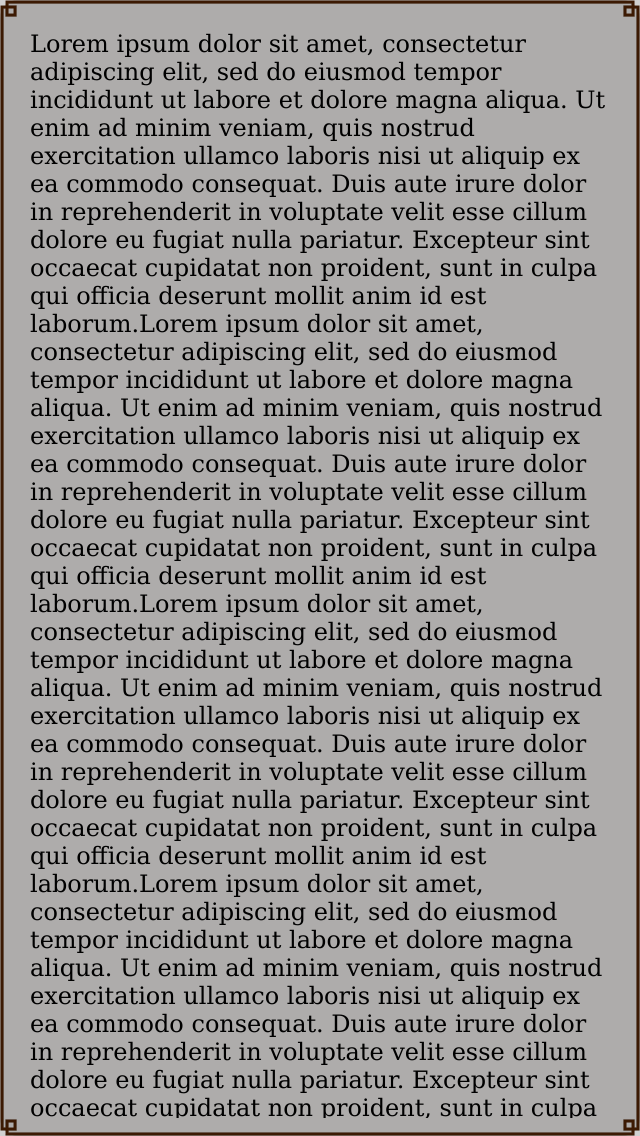 Lorem ipsum dolor sit amet, consectetur
adipiscing elit, sed do eiusmod tempor
incididunt ut labore et dolore magna aliqua. Ut
enim ad minim veniam, quis nostrud
exercitation ullamco laboris nisi ut aliquip ex
ea commodo consequat. Duis aute irure dolor
in reprehenderit in voluptate velit esse cillum
dolore eu fugiat nulla pariatur. Excepteur sint
occaecat cupidatat non proident, sunt in culpa
qui officia deserunt mollit anim id est
laborum.Lorem ipsum dolor sit amet,
consectetur adipiscing elit, sed do eiusmod
tempor incididunt ut labore et dolore magna
aliqua. Ut enim ad minim veniam, quis nostrud
exercitation ullamco laboris nisi ut aliquip ex
ea commodo consequat. Duis aute irure dolor
in reprehenderit in voluptate velit esse cillum
dolore eu fugiat nulla pariatur. Excepteur sint
occaecat cupidatat non proident, sunt in culpa
qui officia deserunt mollit anim id est
laborum.Lorem ipsum dolor sit amet,
consectetur adipiscing elit, sed do eiusmod
tempor incididunt ut labore et dolore magna
aliqua. Ut enim ad minim veniam, quis nostrud
exercitation ullamco laboris nisi ut aliquip ex
ea commodo consequat. Duis aute irure dolor
in reprehenderit in voluptate velit esse cillum
dolore eu fugiat nulla pariatur. Excepteur sint
occaecat cupidatat non proident, sunt in culpa
qui officia deserunt mollit anim id est
laborum.Lorem ipsum dolor sit amet,
consectetur adipiscing elit, sed do eiusmod
tempor incididunt ut labore et dolore magna
aliqua. Ut enim ad minim veniam, quis nostrud
exercitation ullamco laboris nisi ut aliquip ex
ea commodo consequat. Duis aute irure dolor
in reprehenderit in voluptate velit esse cillum
dolore eu fugiat nulla pariatur. Excepteur sint
occaecat cupidatat non proident, sunt in culpa